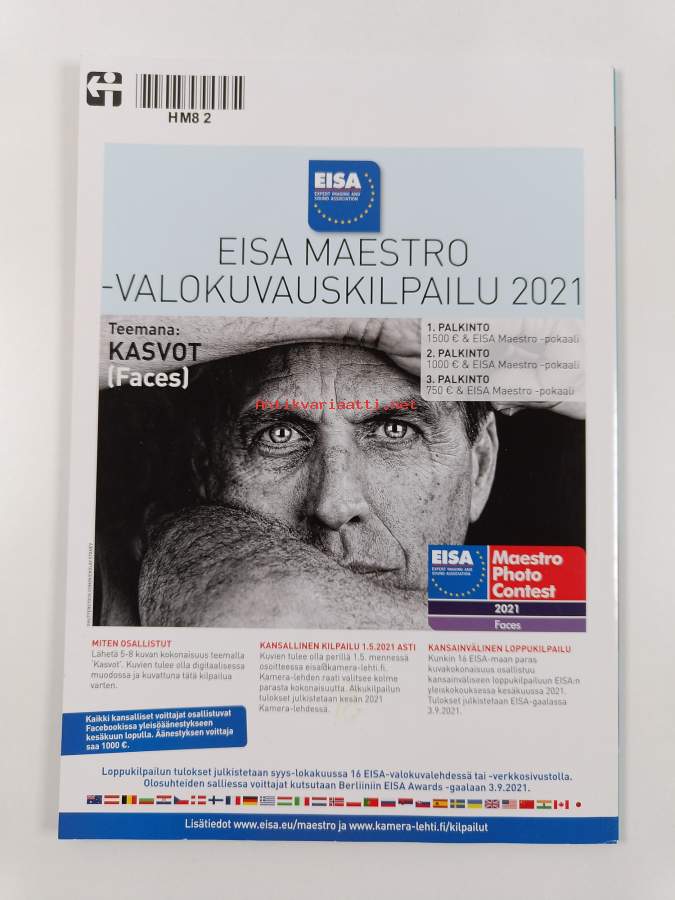 HM8 2
EISA
EXPERT IMAGING AND
SOUND ASSOCIATION
EISA MAESTRO
-VALOKUVAUSKILPAILU 2021
Teemana:
KASVOT
(Faces)
1. PALKINTO
1500 € & EISA Maestro -pokaali
2. PALKINTO
1000 € & EISA Maestro -pokaali
3. PALKINTO
750 € & EISA Maestro -pokaali
Antikvariaatti.net
EISA
EXPERT IMAGING AND
SOUND ASSOCIATION
Maestro
Photo
Contest
2021
Faces
MITEN OSALLISTUT
Lähetä 5-8 kuvan kokonaisuus teemalla
'Kasvot'. Kuvien tulee olla digitaalisessa
muodossa ja kuvattuna tätä kilpailua
varten.
KANSALLINEN KILPAILU 1.5.2021 ASTI
Kuvien tulee olla perillä 1.5. mennessä
osoitteessa eisa@kamera-lehti.fi.
Kamera-lehden raati valitsee kolme
parasta kokonaisuutta. Alkukilpailun
tulokset julkistetaan kesän 2021
Kamera-lehdessä.
KANSAINVÄLINEN LOPPUKILPAILU
Kunkin 16 EISA-maan paras
kuvakokonaisuus osallistuu
kansainväliseen loppukilpailuun EISA:n
yleiskokouksessa kesäkuussa 2021.
Tulokset julkistetaan EISA-gaalassa
3.9.2021.
Kaikki kansalliset voittajat osallistuvat
Facebookissa yleisöäänestykseen
kesäkuun lopulla. Äänestyksen voittaja
saa 1000 €.
Loppukilpailun tulokset julkistetaan syys-lokakuussa 16 EISA-valokuvalehdessä tai -verkkosivustolla.
Olosuhteiden salliessa voittajat kutsutaan Berliiniin EISA Awards -gaalaan 3.9.2021.
Lisätiedot www.eisa.eu/maestro ja www.kamera-lehti.fi/kilpailut